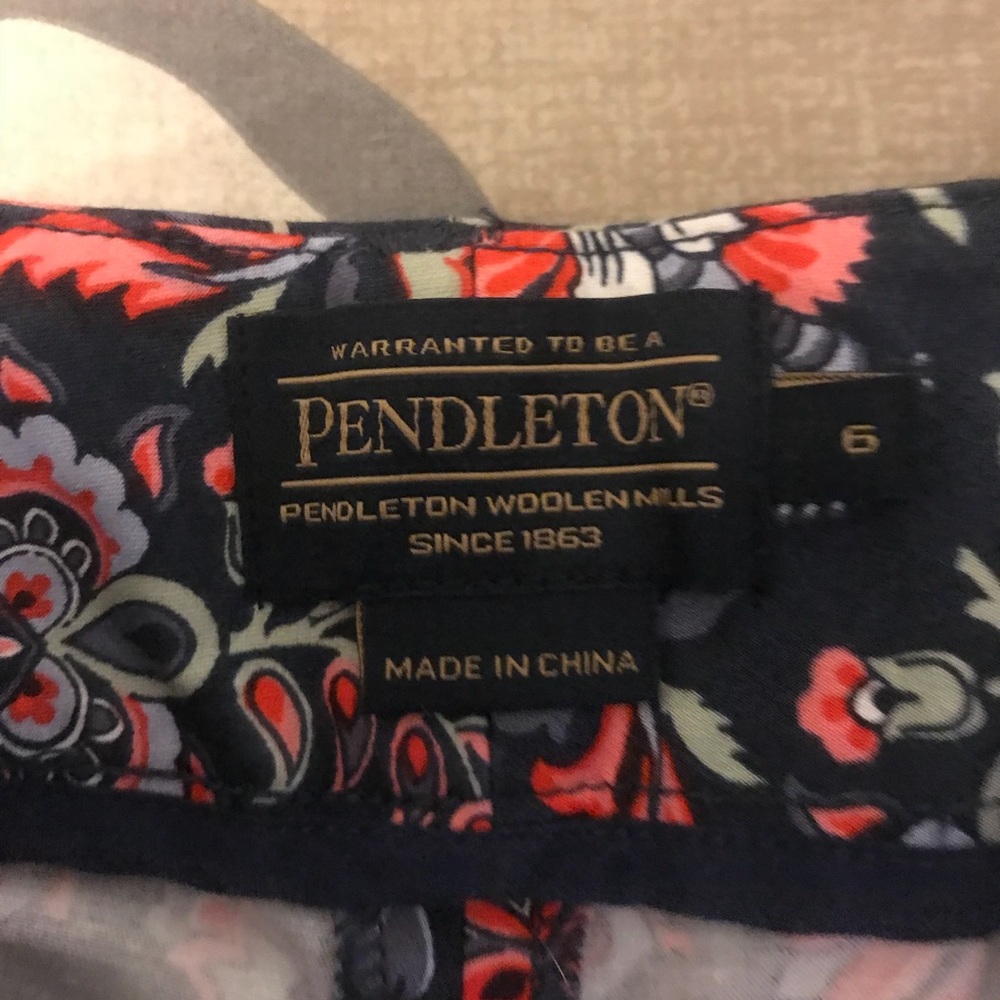 WARRANTED TO BE A
PENDLETON®
PENDLETON WOOLEN MILLS
SINCE 1863
6
MADE IN CHINA